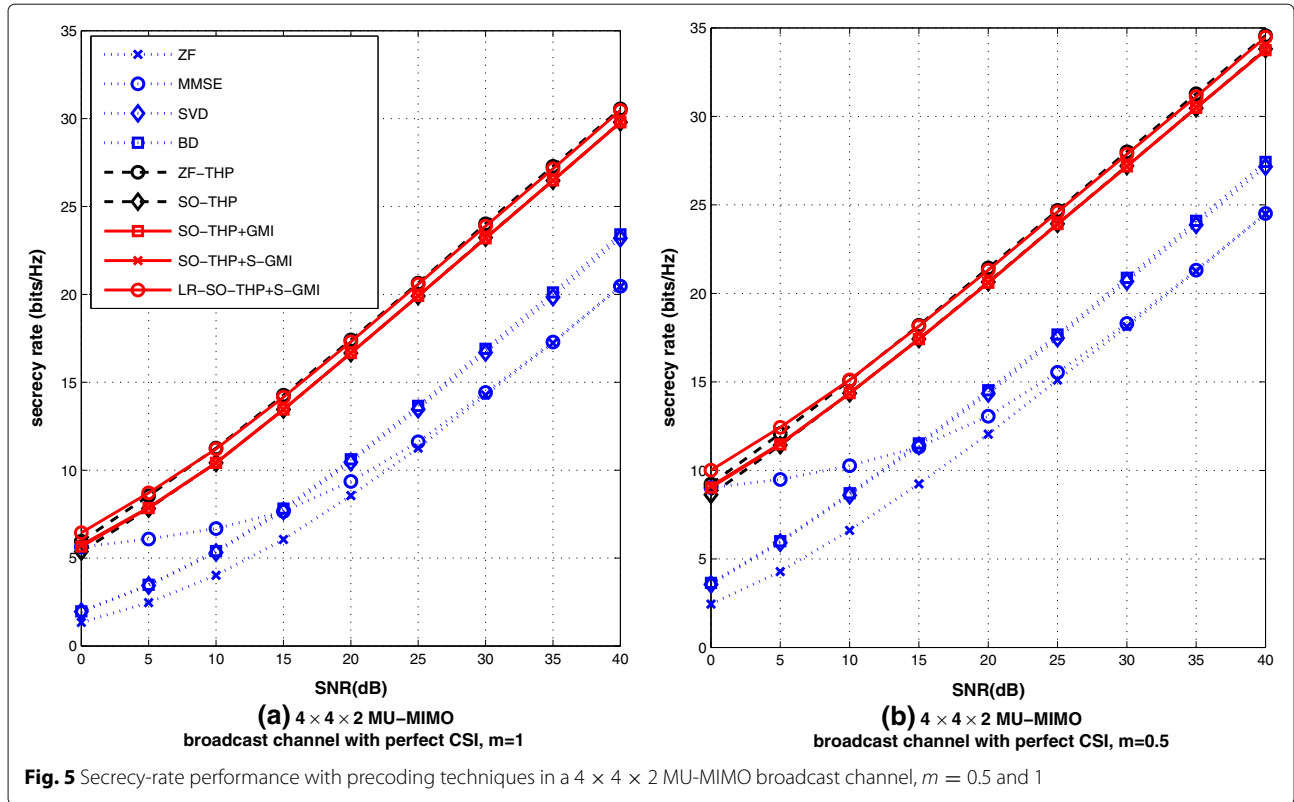 35
30
25
20
15
10
5
0
secrecy rate (bits/Hz)
ZF
MMSE
SVD
BD
ZF−THP
SO−THP
SO−THP+GMI
SO−THP+S−GMI
LR−SO−THP+S−GMI
0 5 10 15 20 25 30 35 40
SNR(dB)
(a) 4 × 4 × 2 MU−MIMO
broadcast channel with perfect CSI, m=1
35
30
25
20
15
10
5
0
secrecy rate (bits/Hz)
0 5 10 15 20 25 30 35 40
SNR(dB)
(b) 4 × 4 × 2 MU−MIMO
broadcast channel with perfect CSI, m=0.5
Fig. 5 Secrecy-rate performance with precoding techniques in a 4 × 4 × 2 MU-MIMO broadcast channel, m = 0.5 and 1